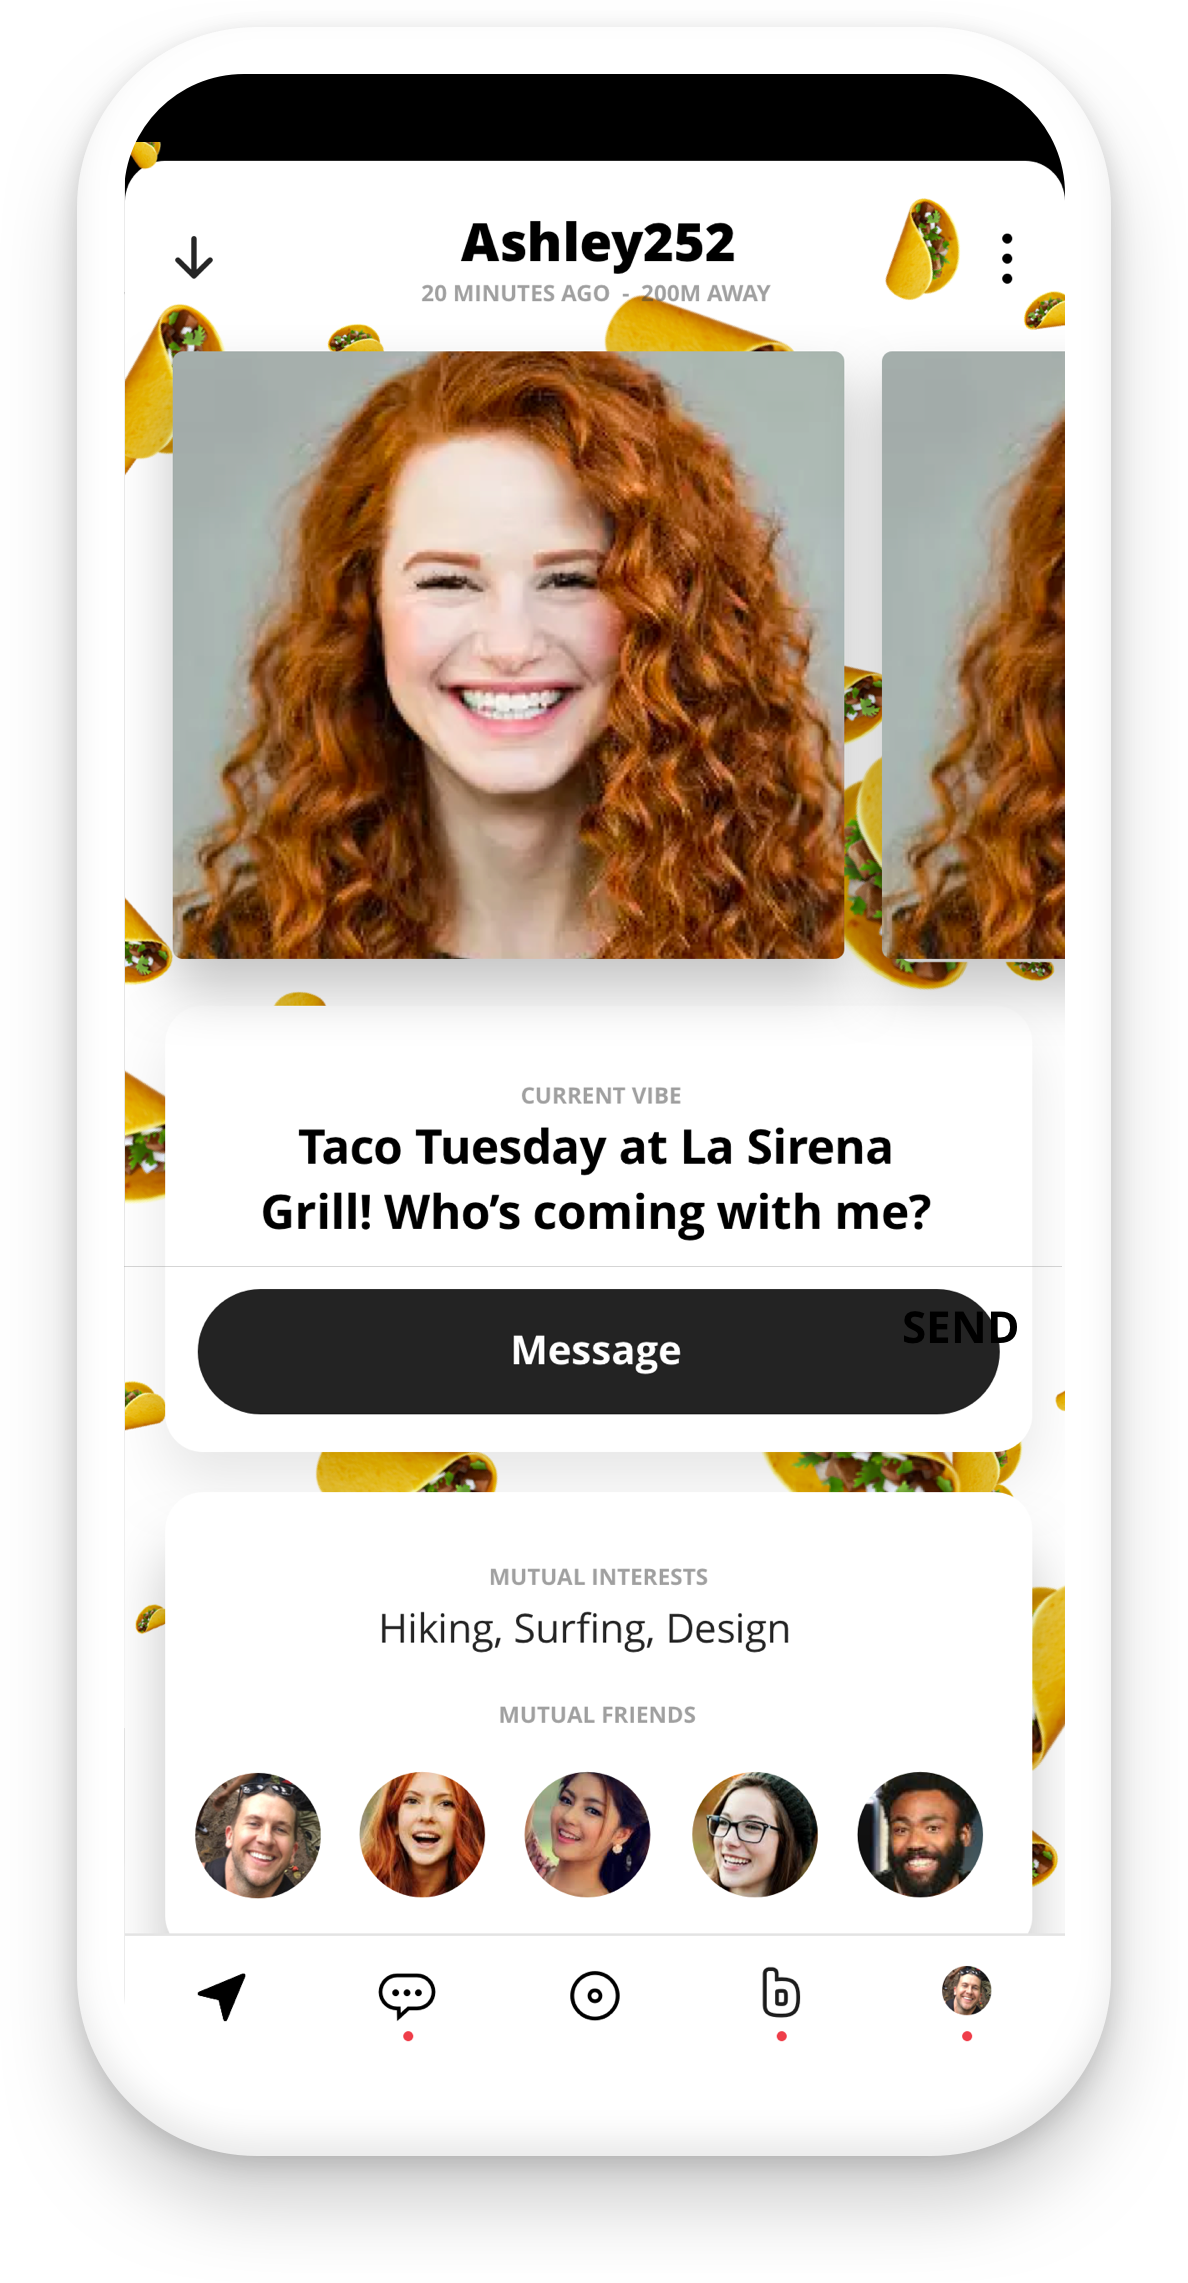 Ashley252
20 MINUTES AGO - 200M AWAY
CURRENT VIBE
Taco Tuesday at La Sirena
Grill! Who’s coming with me?
Message
SEND
MUTUAL INTERESTS
Hiking, Surfing, Design
MUTUAL FRIENDS